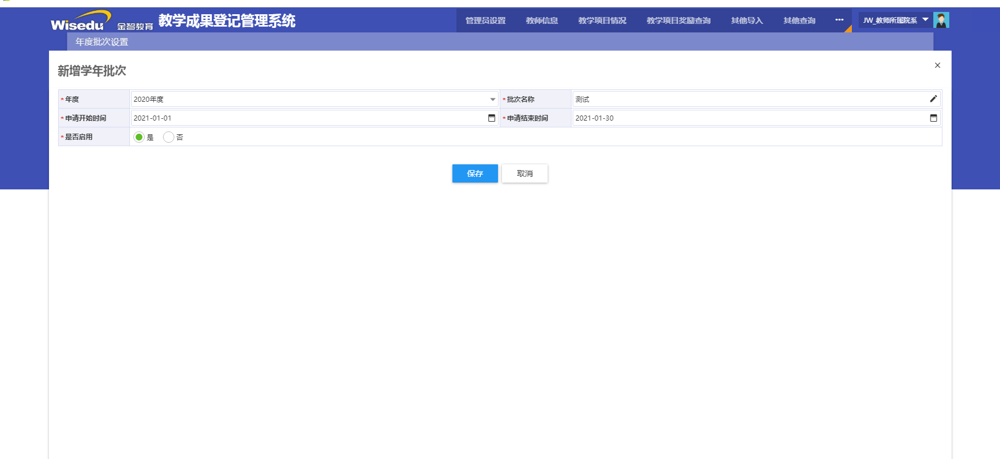 Wisedu 金智教育 教学成果登记管理系统 管理员设置 教师信息 教学项目情况 教学项目奖励查询 其他导入 其他查询 ··· JW_教师所属院系
年度批次设置
新增学年批次 ×
*年度 2020年度 *批次名称 测试
*申请开始时间 2021-01-01 *申请结束时间 2021-01-30
*是否启用 是 否
保存 取消